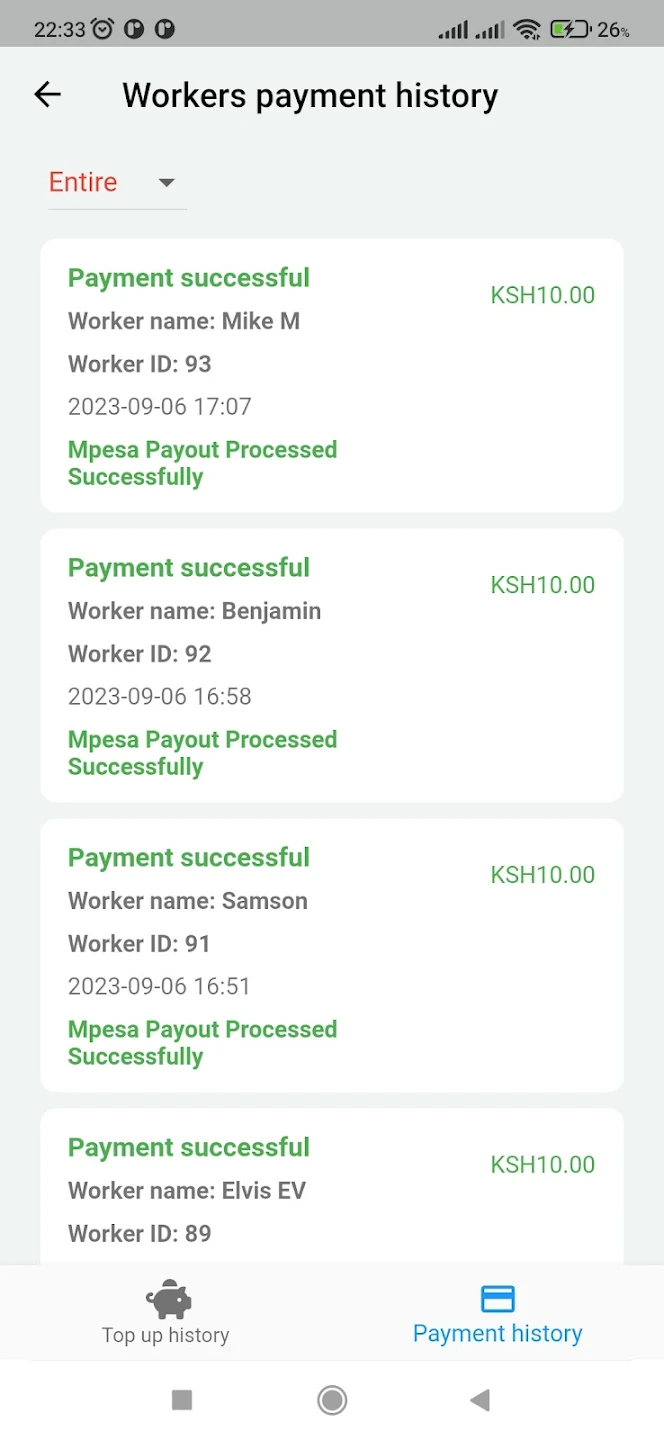 22:33 26%
Workers payment history
Entire
Payment successful
KSH10.00
Worker name: Mike M
Worker ID: 93
2023-09-06 17:07
Mpesa Payout Processed
Successfully
Payment successful
KSH10.00
Worker name: Benjamin
Worker ID: 92
2023-09-06 16:58
Mpesa Payout Processed
Successfully
Payment successful
KSH10.00
Worker name: Samson
Worker ID: 91
2023-09-06 16:51
Mpesa Payout Processed
Successfully
Payment successful
KSH10.00
Worker name: Elvis EV
Worker ID: 89
Top up history
Payment history